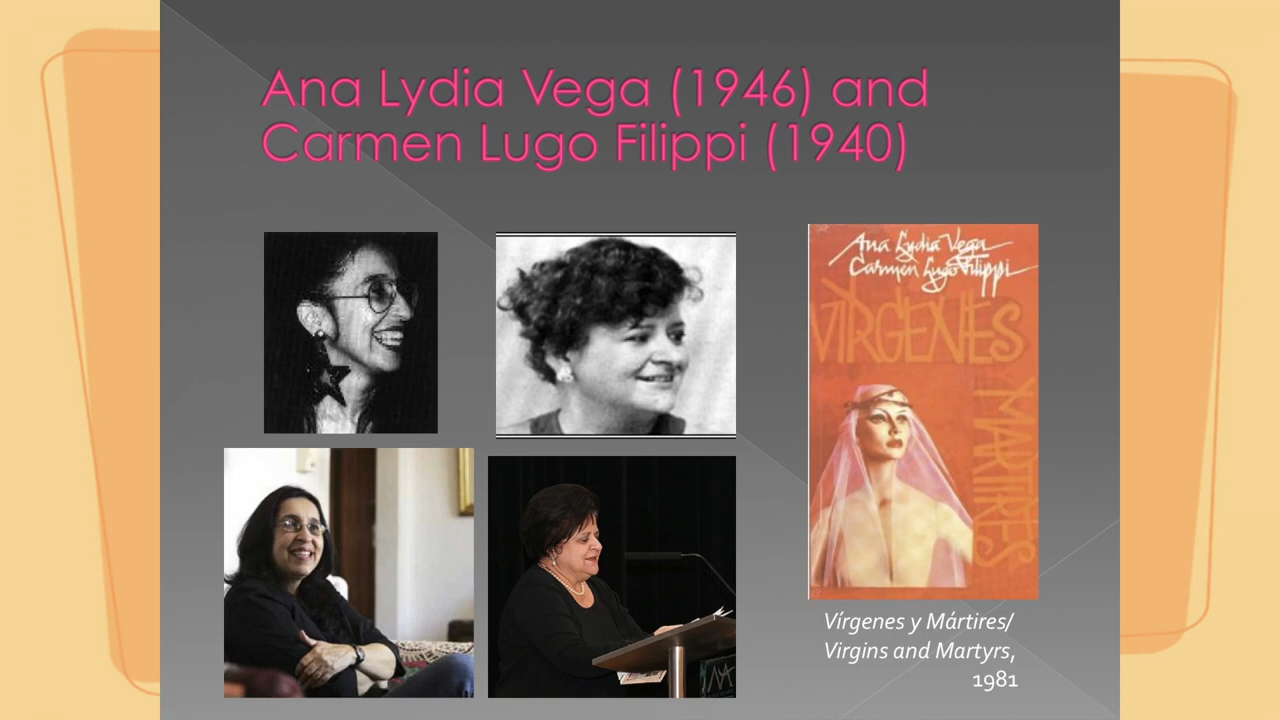 Ana Lydia Vega (1946) and
Carmen Lugo Filippi (1940)
Ana Lydia Vega
Carmen Lugo Filippi
VÍRGENES
Y MÁRTIRES
Vírgenes y Mártires/
Virgins and Martyrs,
1981